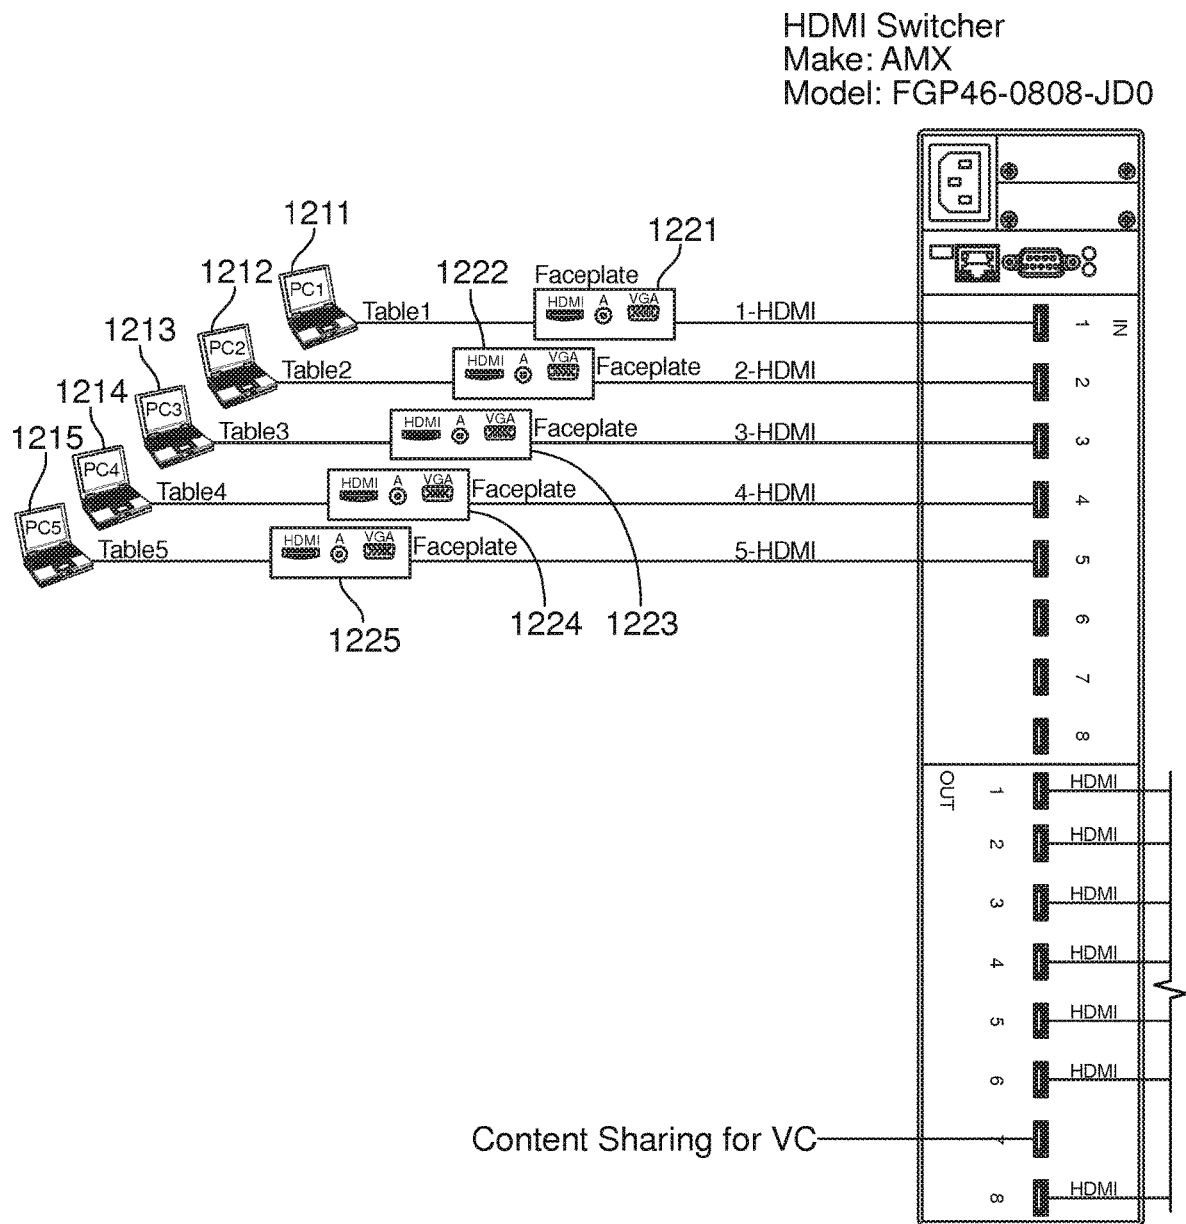 HDMI Switcher
Make: AMX
Model: FGP46-0808-JD0
1211
1221
1212
1222
Faceplate
PC1
Table1
HDMI A VGA
1-HDMI
1 IN
1213
PC2
Table2
HDMI A VGA
Faceplate
2-HDMI
2
1214
PC3
Table3
HDMI A VGA
Faceplate
3-HDMI
3
1215
PC4
Table4
HDMI A VGA
Faceplate
4-HDMI
4
PC5
Table5
HDMI A VGA
Faceplate
5-HDMI
5
1225
1224
1223
6
7
8
OUT
1 HDMI
2 HDMI
3 HDMI
4 HDMI
5 HDMI
6 HDMI
Content Sharing for VC
7
8 HDMI